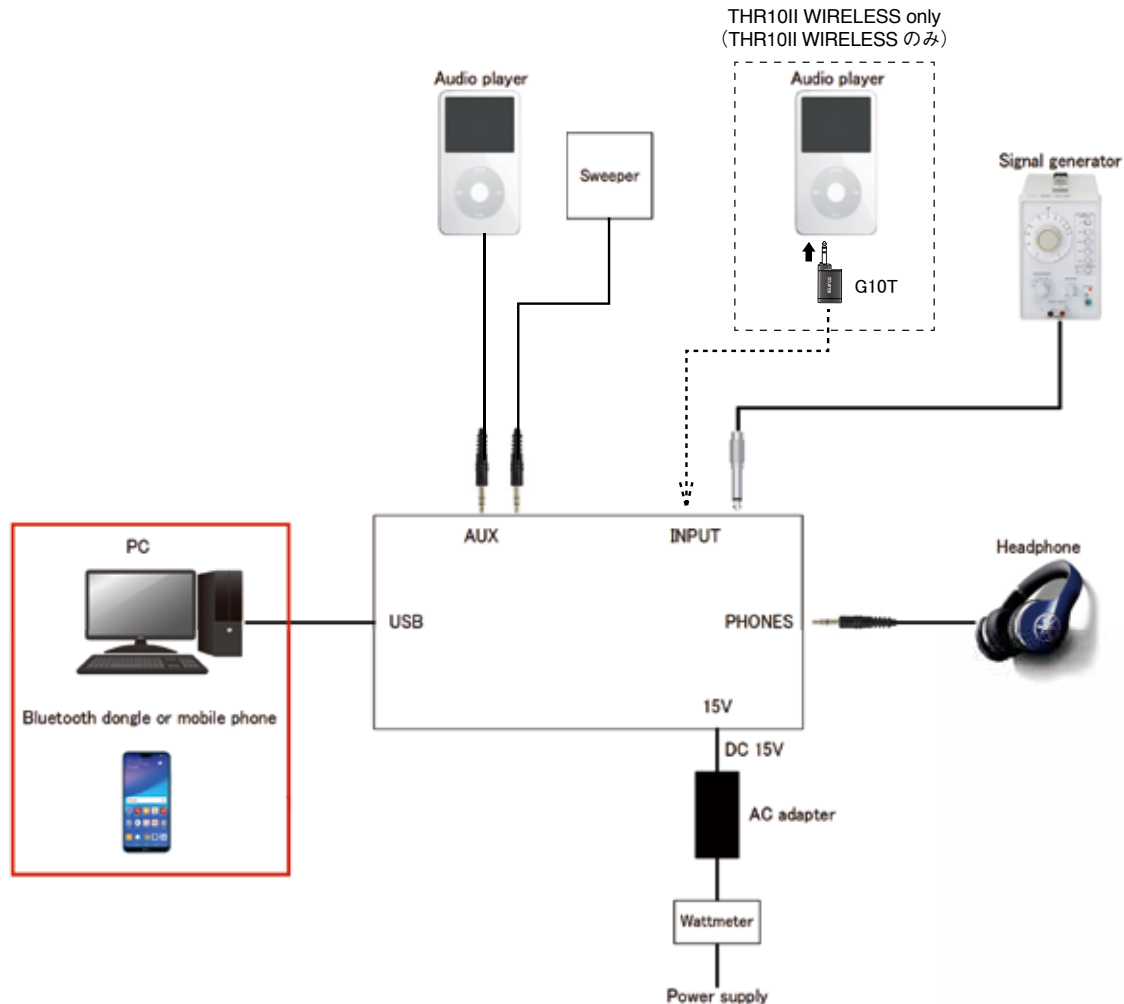 THR10II WIRELESS only
（THR10II WIRELESS のみ）
Audio player
Audio player
Sweeper
Signal generator
G10T
AUX
INPUT
PC
Headphone
USB
PHONES
Bluetooth dongle or mobile phone
15V
DC 15V
AC adapter
Wattmeter
Power supply